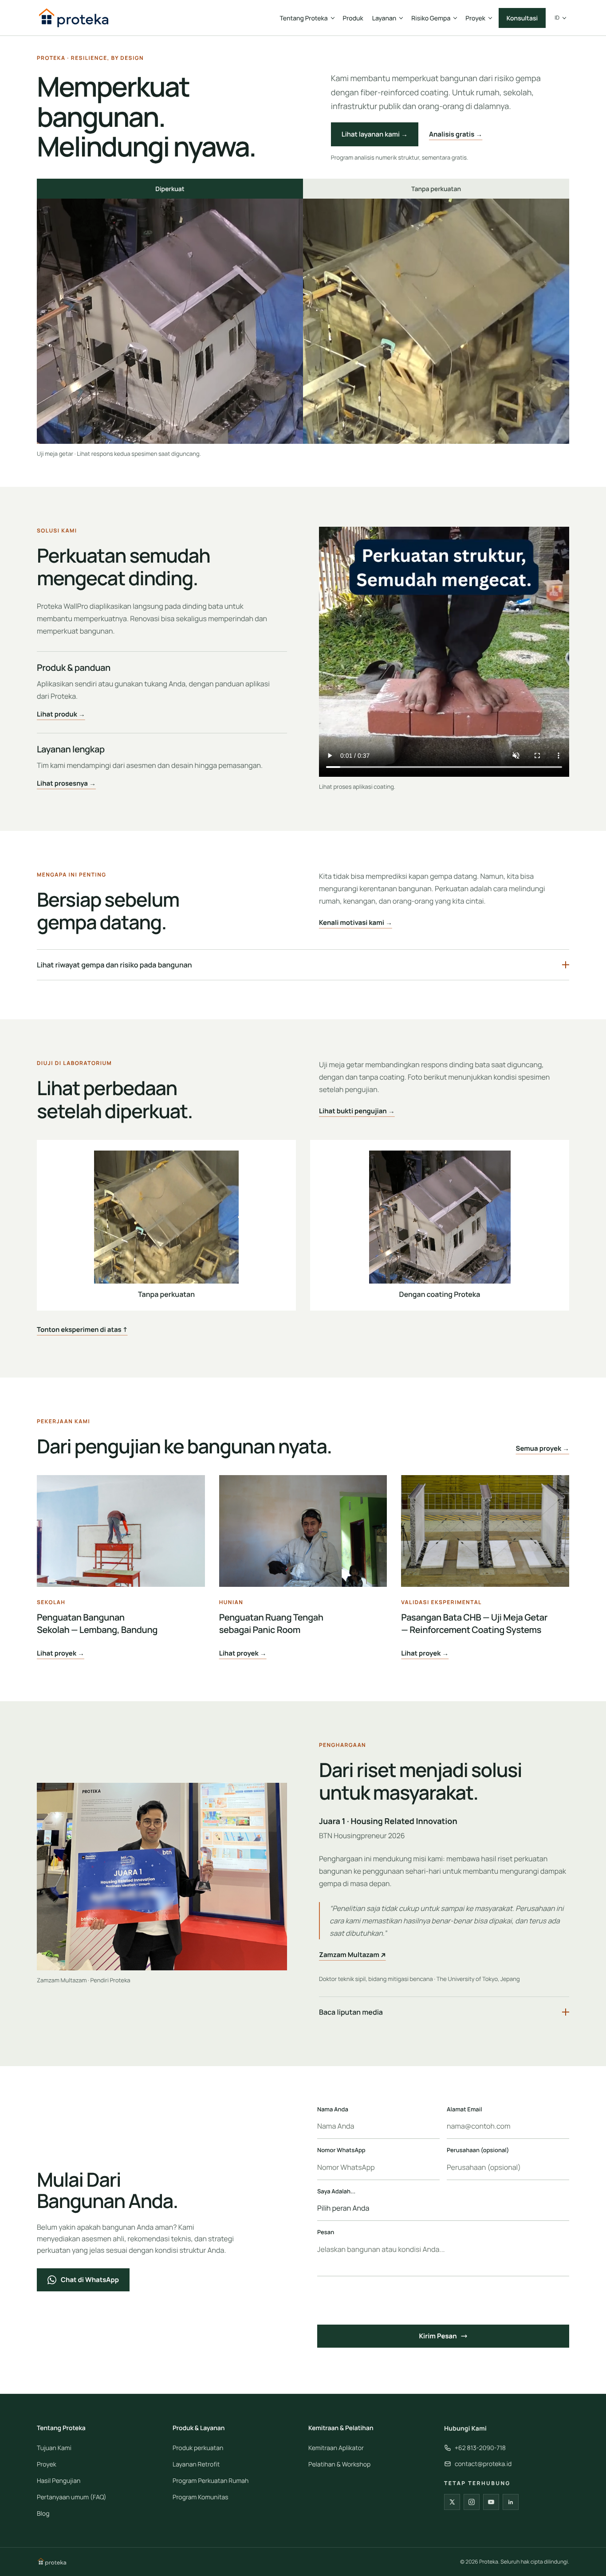 proteka
Tentang Proteka
Produk
Layanan
Risiko Gempa
Proyek
Konsultasi
PROTEKA · RESILIENCE, BY DESIGN
Memperkuat
bangunan.
Melindungi nyawa.
Kami membantu memperkuat bangunan dari risiko gempa
dengan fiber-reinforced coating. Untuk rumah, sekolah,
infrastruktur publik dan orang-orang di dalamnya.
Lihat layanan kami →
Analisis gratis →
Program analisis numerik struktur, sementara gratis.
Diperkuat
Tanpa perkuatan
Uji meja getar · Lihat respons kedua spesimen saat diguncang.
SOLUSI KAMI
Perkuatan semudah
mengecat dinding.
Proteka WallPro diaplikasikan langsung pada dinding bata untuk
membantu memperkuatnya. Renovasi bisa sekaligus memperindah dan
memperkuat bangunan.
Produk & panduan
Aplikasikan sendiri atau gunakan tukang Anda, dengan panduan aplikasi
dari Proteka.
Lihat produk →
Layanan lengkap
Tim kami mendampingi dari asesmen dan desain hingga pemasangan.
Lihat prosesnya →
Perkuatan struktur,
Semudah mengecat.
0:01 / 0:37
Lihat proses aplikasi coating.
MENGAPA INI PENTING
Bersiap sebelum
gempa datang.
Kita tidak bisa memprediksi kapan gempa datang. Namun, kita bisa
mengurangi kerentanan bangunan. Perkuatan adalah cara melindungi
rumah, kenangan, dan orang-orang yang kita cintai.
Kenali motivasi kami →
Lihat riwayat gempa dan risiko pada bangunan
DIUJI DI LABORATORIUM
Lihat perbedaan
setelah diperkuat.
Uji meja getar membandingkan respons dinding bata saat diguncang,
dengan dan tanpa coating. Foto berikut menunjukkan kondisi spesimen
setelah pengujian.
Lihat bukti pengujian →
Tanpa perkuatan
Dengan coating Proteka
Tonton eksperimen di atas ↑
PEKERJAAN KAMI
Dari pengujian ke bangunan nyata.
Semua proyek →
SEKOLAH
Penguatan Bangunan
Sekolah — Lembang, Bandung
Lihat proyek →
HUNIAN
Penguatan Ruang Tengah
sebagai Panic Room
Lihat proyek →
VALIDASI EKSPERIMENTAL
Pasangan Bata CHB — Uji Meja Getar
— Reinforcement Coating Systems
Lihat proyek →
PROTEKA
btn
JUARA 1
Housing Related Innovation
Zamzam Multazam · Pendiri Proteka
PENGHARGAAN
Dari riset menjadi solusi
untuk masyarakat.
Juara 1 · Housing Related Innovation
BTN Housingpreneur 2026
Penghargaan ini mendukung misi kami: membawa hasil riset perkuatan
bangunan ke penggunaan sehari-hari untuk membantu mengurangi dampak
gempa di masa depan.
"Penelitian saja tidak cukup untuk sampai ke masyarakat. Perusahaan ini
cara kami memastikan hasilnya benar-benar bisa dipakai, dan terus ada
saat dibutuhkan."
Zamzam Multazam ↗
Doktor teknik sipil, bidang mitigasi bencana · The University of Tokyo, Jepang
Baca liputan media
Mulai Dari
Bangunan Anda.
Belum yakin apakah bangunan Anda aman? Kami
menyediakan asesmen ahli, rekomendasi teknis, dan strategi
perkuatan yang jelas sesuai dengan kondisi struktur Anda.
Chat di WhatsApp
Nama Anda
Alamat Email
Nama Anda
nama@contoh.com
Nomor WhatsApp
Perusahaan (opsional)
Nomor WhatsApp
Perusahaan (opsional)
Saya Adalah...
Pilih peran Anda
Pesan
Jelaskan bangunan atau kondisi Anda...
Kirim Pesan →
Tentang Proteka
Tujuan Kami
Proyek
Hasil Pengujian
Pertanyaan umum (FAQ)
Blog
Produk & Layanan
Produk perkuatan
Layanan Retrofit
Program Perkuatan Rumah
Program Komunitas
Kemitraan & Pelatihan
Kemitraan Aplikator
Pelatihan & Workshop
Hubungi Kami
+62 813-2090-718
contact@proteka.id
TETAP TERHUBUNG
proteka
© 2026 Proteka. Seluruh hak cipta dilindungi.